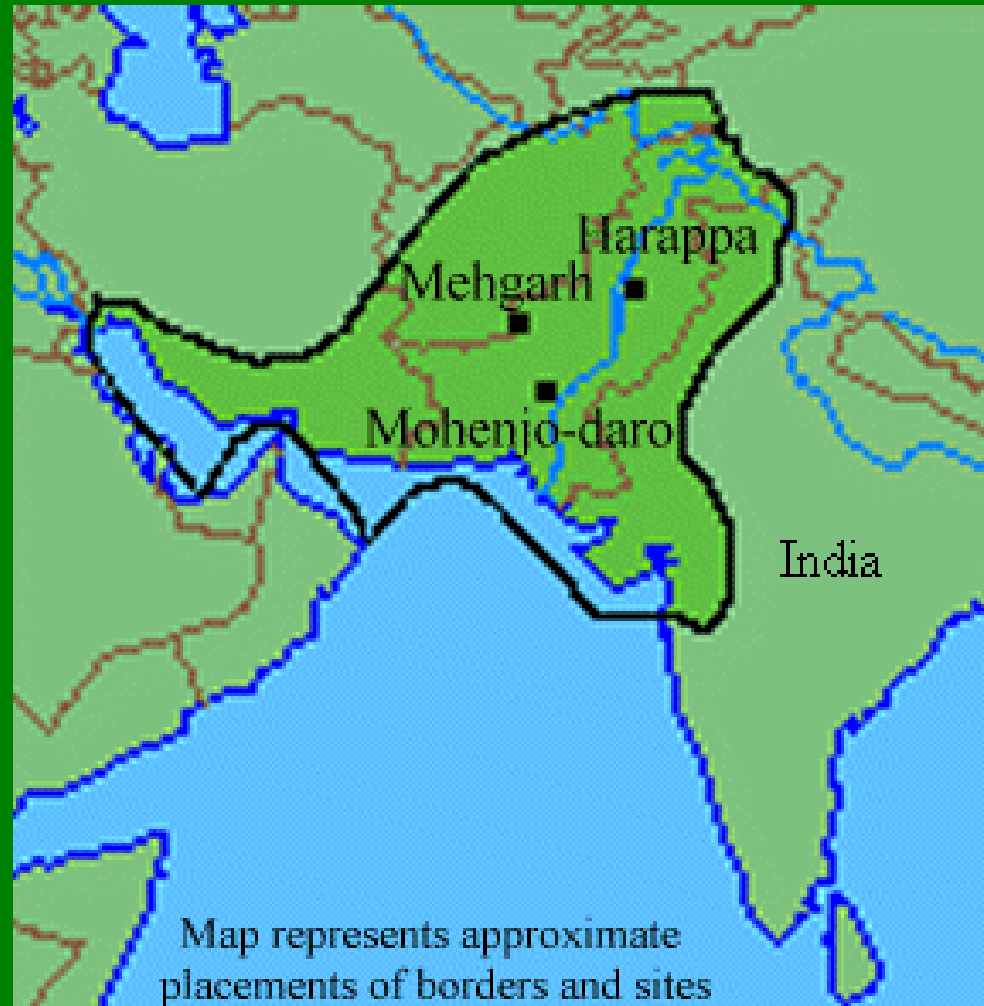 Harappa
Mehgarh
Mohenjo-daro
India
Map represents approximate
placements of borders and sites